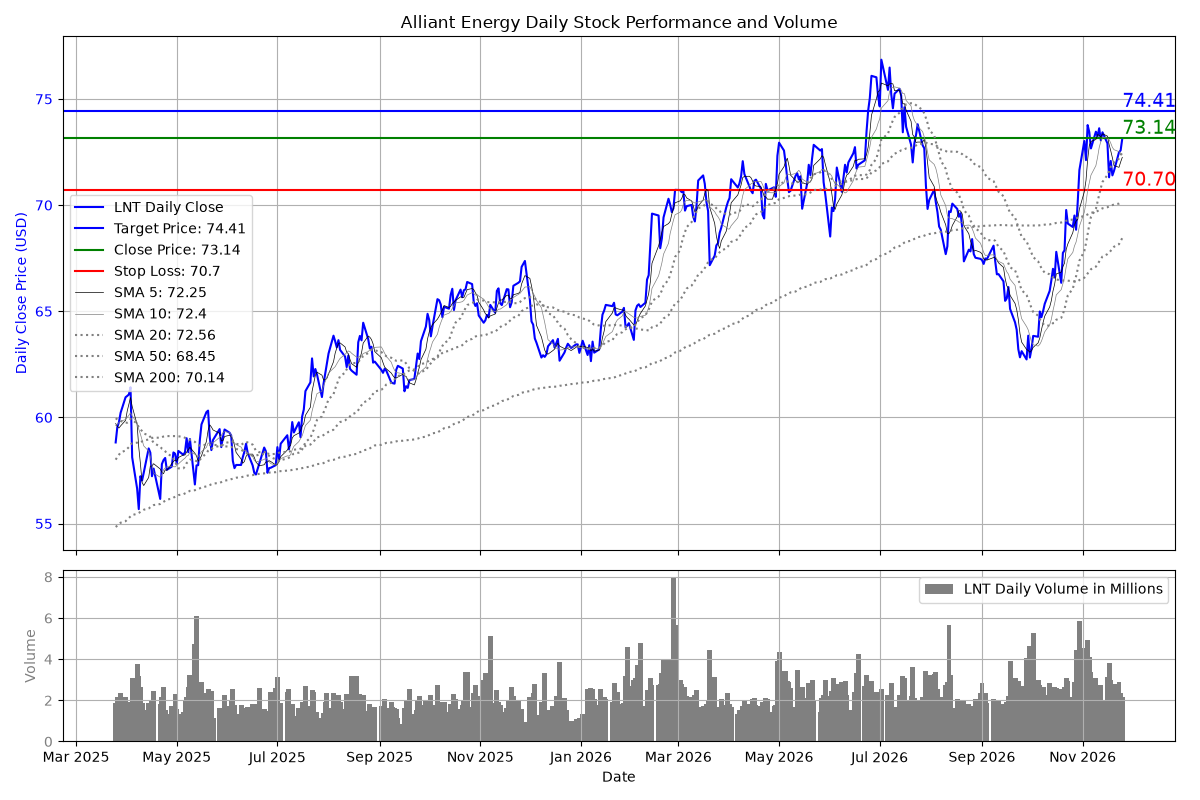 Alliant Energy Daily Stock Performance and Volume
Daily Close Price (USD)
75
70
65
60
55
74.41
73.14
70.70
LNT Daily Close
Target Price: 74.41
Close Price: 73.14
Stop Loss: 70.7
SMA 5: 72.25
SMA 10: 72.4
SMA 20: 72.56
SMA 50: 68.45
SMA 200: 70.14
Volume
8
6
4
2
0
LNT Daily Volume in Millions
Mar 2025 May 2025 Jul 2025 Sep 2025 Nov 2025 Jan 2026 Mar 2026 May 2026 Jul 2026 Sep 2026 Nov 2026
Date